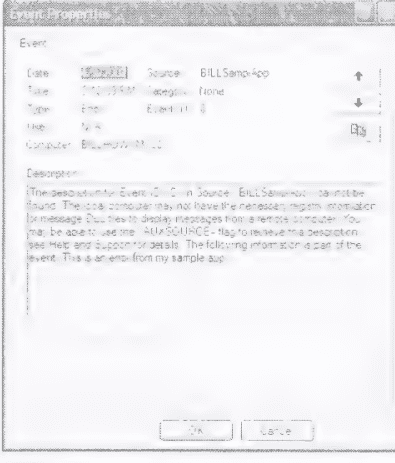 Event Properties
Event
Date: Source: BILLSampApp
Time: Category: None
Type: Error Event ID: 0
User: N/A
Computer:
Description:
The description for Event ID ( 0 ) in Source ( BILLSampApp ) cannot be
found. The local computer may not have the necessary registry information
or message DLL files to display messages from a remote computer. You
may be able to use the /AUXSOURCE= flag to retrieve this description;
see Help and Support for details. The following information is part of the
event: This is an error from my sample app.
OK Cancel